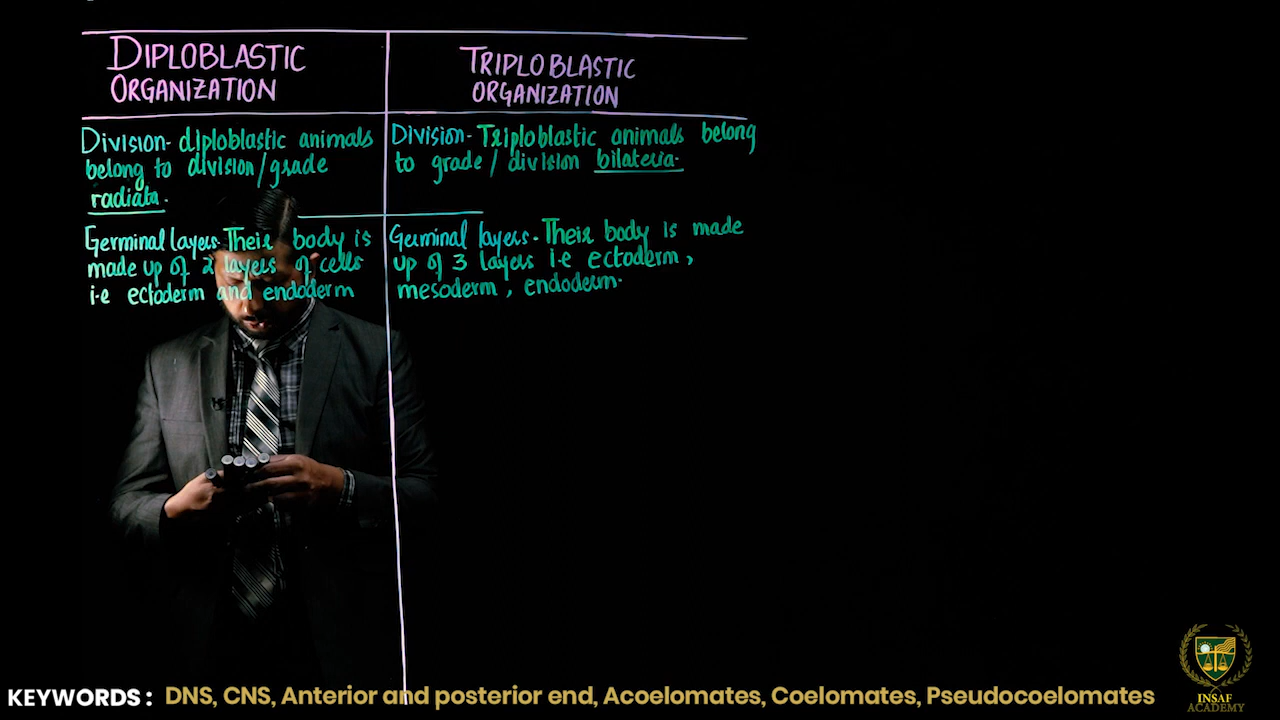 DIPLOBLASTIC
ORGANIZATION
TRIPLOBLASTIC
ORGANIZATION
Division- diploblastic animals
belong to division/grade
radiata.
Division- Triploblastic animals belong
to grade / division bilateria.
Germinal layers- Their body is
made up of 2 layers of cells
i.e ectoderm and endoderm
Germinal layers- Their body is made
up of 3 layers i.e ectoderm,
mesoderm, endoderm.
KEYWORDS: DNS, CNS, Anterior and posterior end, Acoelomates, Coelomates, Pseudocoelomates
INSAF
ACADEMY